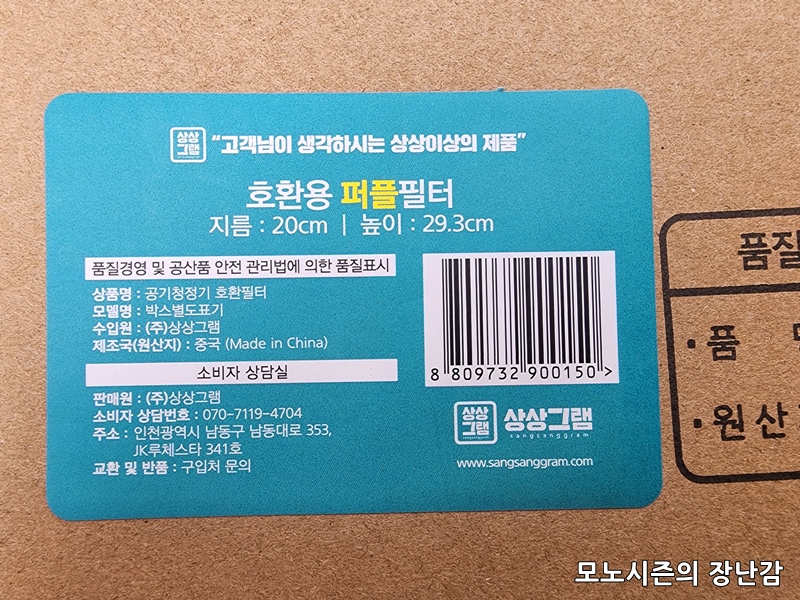 상상
그램
"고객님이 생각하시는 상상이상의 제품"
호환용 퍼플필터
지름 : 20cm | 높이 : 29.3cm
품질경영 및 공산품 안전 관리법에 의한 품질표시
상품명 : 공기청정기 호환필터
모델명 : 박스별도표기
수입원 : (주)상상그램
제조국(원산지) : 중국 (Made in China)
소비자 상담실
판매원 : (주)상상그램
소비자 상담번호 : 070-7119-4704
주소 : 인천광역시 남동구 남동대로 353,
JK루체스타 341호
교환 및 반품 : 구입처 문의
8 809732 900150 >
상상
그램
상상그램
sangsanggram
www.sangsanggram.com
품질
· 품
· 원 산
모노시즌의 장난감